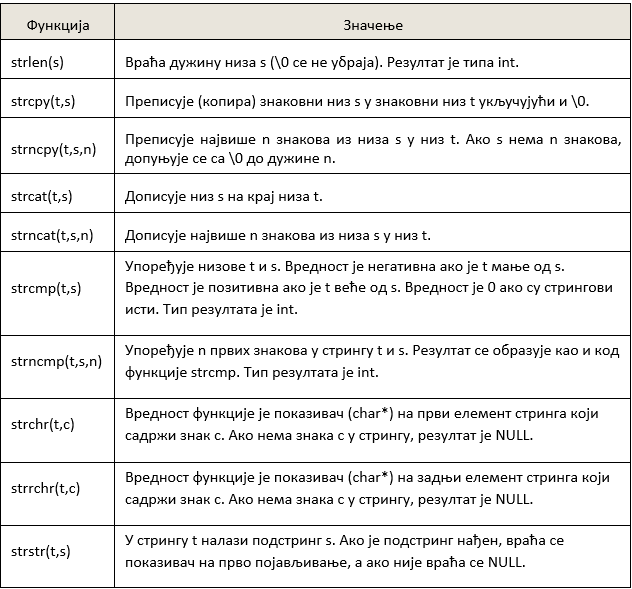 Функција Значење
strlen(s) Враћа дужину низа s (\0 се не убраја). Резултат је типа int.
strcpy(t,s) Преписује (копира) знаковни низ s у знаковни низ t укључујући и \0.
strncpy(t,s,n) Преписује највише n знакова из низа s у низ t. Ако s нема n знакова,
допуњује се са \0 до дужине n.
strcat(t,s) Дописује низ s на крај низа t.
strncat(t,s,n) Дописује највише n знакова из низа s у низ t.
strcmp(t,s) Упоређује низове t и s. Вредност је негативна ако је t мање од s.
Вредност је позитивна ако је t веће од s. Вредност је 0 ако су стрингови
исти. Тип резултата је int.
strncmp(t,s,n) Упоређује n првих знакова у стрингу t и s. Резултат се образује као и код
функције strcmp. Тип резултата је int.
strchr(t,c) Вредност функције је показивач (char*) на први елемент стринга који
садржи знак c. Ако нема знака c у стрингу, резултат је NULL.
strrchr(t,c) Вредност функције је показивач (char*) на задњи елемент стринга који
садржи знак c. Ако нема знака c у стрингу, резултат је NULL.
strstr(t,s) У стрингу t налази подстринг s. Ако је подстринг нађен, враћа се
показивач на прво појављивање, а ако није враћа се NULL.